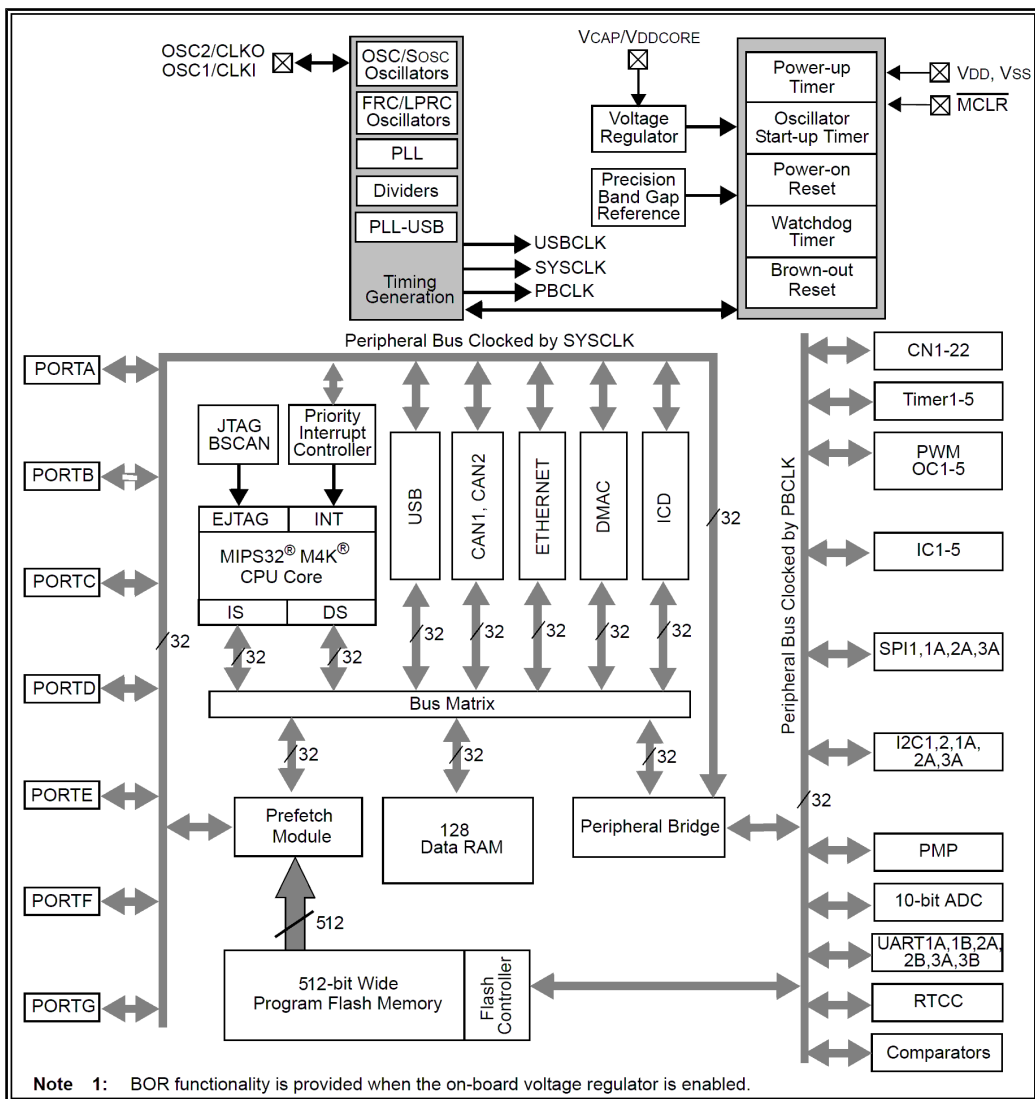 OSC2/CLKO
OSC1/CLKI
OSC/SOSC
Oscillators
FRC/LPRC
Oscillators
PLL
Dividers
PLL-USB
Timing
Generation
USBCLK
SYSCLK
PBCLK
VCAP/VDDCORE
Voltage
Regulator
Precision
Band Gap
Reference
Power-up
Timer
Oscillator
Start-up Timer
Power-on
Reset
Watchdog
Timer
Brown-out
Reset
VDD, VSS
MCLR
Peripheral Bus Clocked by SYSCLK
PORTA
PORTB
PORTC
PORTD
PORTE
PORTF
PORTG
32
JTAG
BSCAN
Priority
Interrupt
Controller
EJTAG
INT
MIPS32® M4K®
CPU Core
IS
DS
32
32
USB
CAN1, CAN2
ETHERNET
DMAC
ICD
32
32
32
32
32
32
Bus Matrix
32
32
32
Prefetch
Module
128
Data RAM
Peripheral Bridge
512
512-bit Wide
Program Flash Memory
Flash
Controller
Peripheral Bus Clocked by PBCLK
32
CN1-22
Timer1-5
PWM
OC1-5
IC1-5
SPI1,1A,2A,3A
I2C1,2,1A,
2A,3A
PMP
10-bit ADC
UART1A,1B,2A,
2B,3A,3B
RTCC
Comparators
Note 1: BOR functionality is provided when the on-board voltage regulator is enabled.